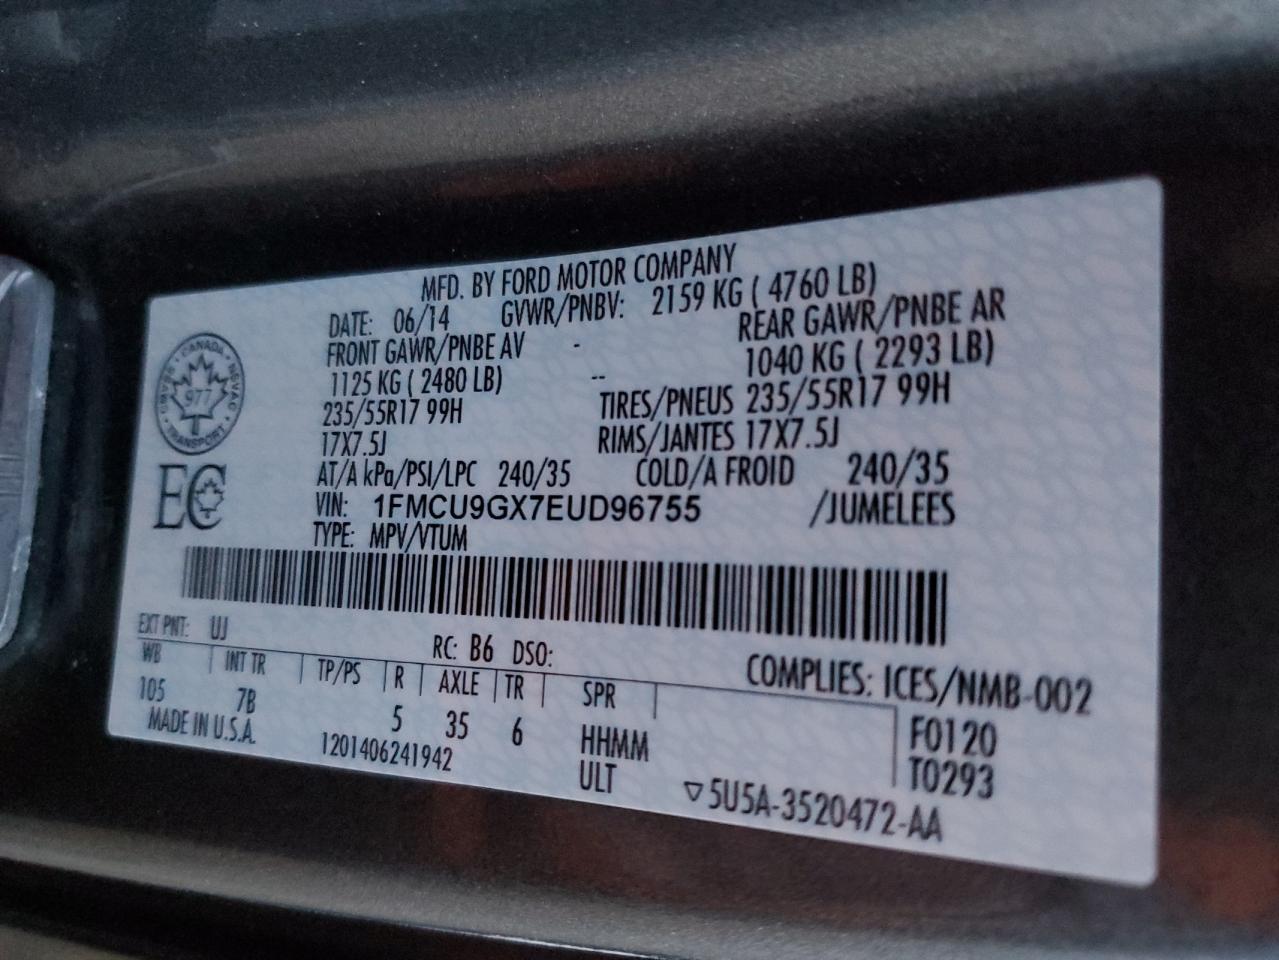 MFD. BY FORD MOTOR COMPANY
DATE: 06/14 GVWR/PNBV: 2159 KG ( 4760 LB)
FRONT GAWR/PNBE AV - REAR GAWR/PNBE AR
1125 KG ( 2480 LB) -- 1040 KG ( 2293 LB)
235/55R17 99H TIRES/PNEUS 235/55R17 99H
17X7.5J RIMS/JANTES 17X7.5J
AT/A kPa/PSI/LPC 240/35 COLD/A FROID 240/35
VIN: 1FMCU9GX7EUD96755 /JUMELEES
TYPE: MPV/VTUM
CANADA
977
TRANSPORT
EC
EXT PNT: UJ RC: B6 DSO:
COMPLIES: ICES/NMB-002
WB INT TR TP/PS R AXLE TR SPR
105 7B 5 35 6 HHMM F0120
MADE IN U.S.A. 1201406241942 ULT T0293
▽5U5A-3520472-AA